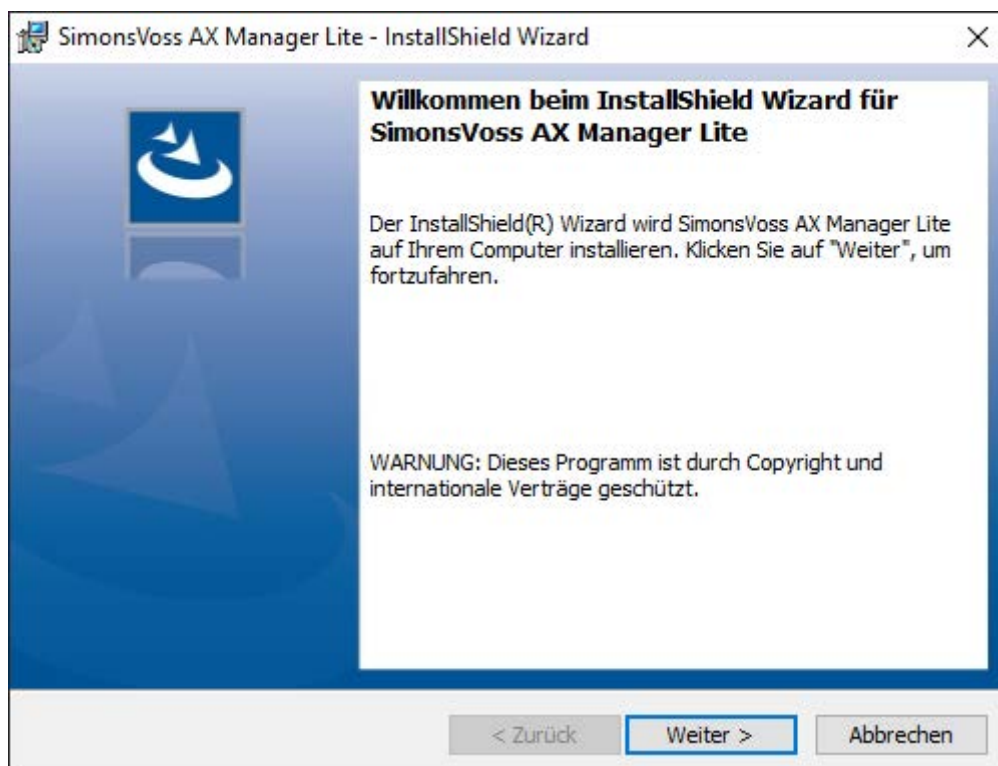 SimonsVoss AX Manager Lite - InstallShield Wizard
Willkommen beim InstallShield Wizard für
SimonsVoss AX Manager Lite
Der InstallShield(R) Wizard wird SimonsVoss AX Manager Lite
auf Ihrem Computer installieren. Klicken Sie auf "Weiter", um
fortzufahren.
WARNUNG: Dieses Programm ist durch Copyright und
internationale Verträge geschützt.
< Zurück
Weiter >
Abbrechen